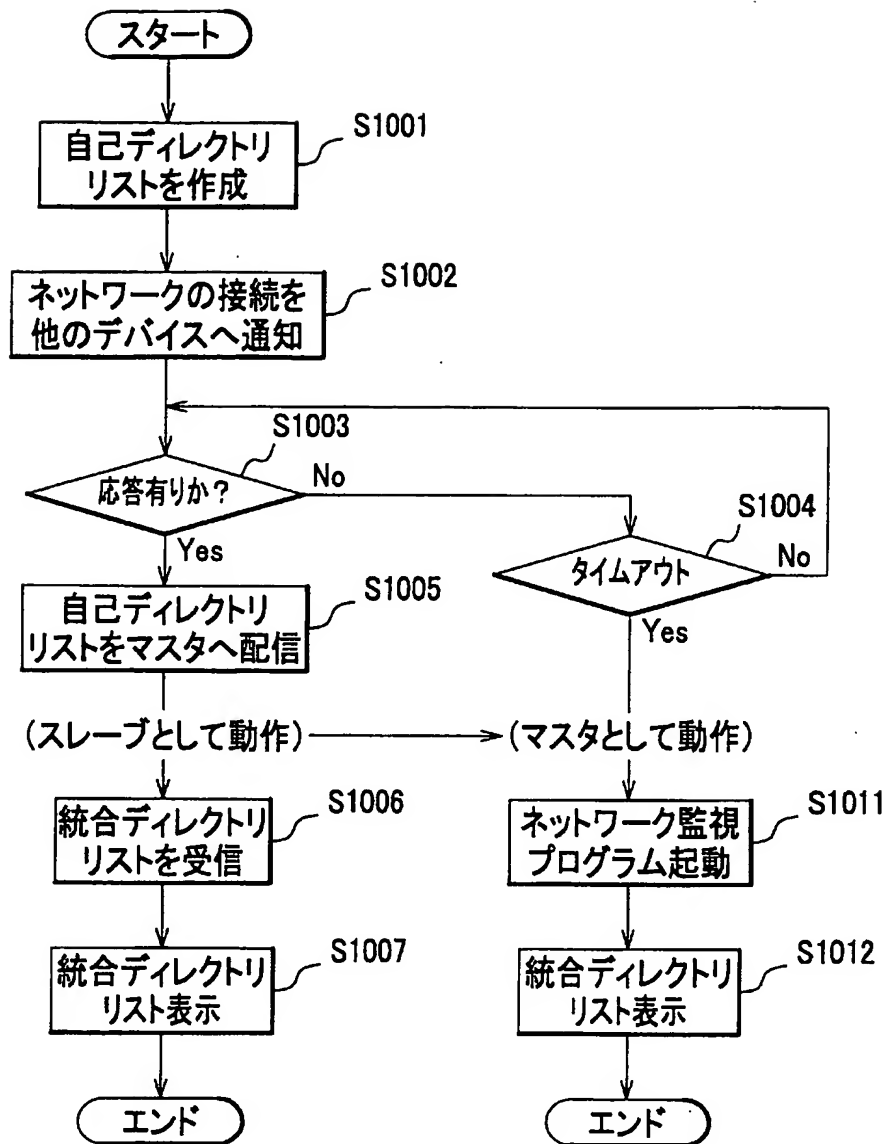 スタート
S1001
自己ディレクトリ
リストを作成
S1002
ネットワークの接続を
他のデバイスへ通知
S1003
応答有りか?
No
Yes
S1004
タイムアウト
No
Yes
S1005
自己ディレクトリ
リストをマスタへ配信
(スレーブとして動作)
(マスタとして動作)
S1006
統合ディレクトリ
リストを受信
S1011
ネットワーク監視
プログラム起動
S1007
統合ディレクトリ
リスト表示
S1012
統合ディレクトリ
リスト表示
エンド
エンド